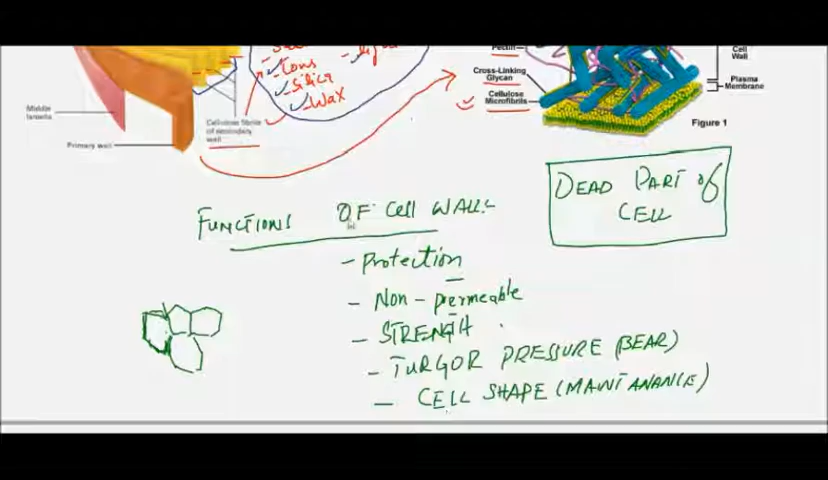 Pectin
Cell
Wall
Cons
Silica
Wax
Cross-Linking
Glycan
Cellulose
Microfibrils
Plasma
Membrane
Figure 1
Middle
lamella
Cellulose fibrils
of secondary
wall
Primary wall
DEAD PART of
CELL
FUNCTIONS OF Cell WALL
- Protection
- Non - permeable
- STRENGTH
- TURGOR PRESSURE (BEAR)
- CELL SHAPE (MAINTANANCE)